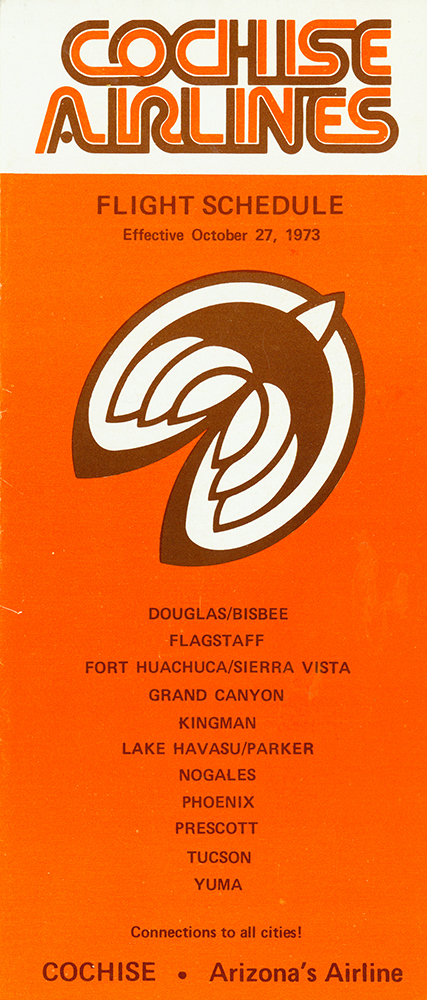 COCHISE
AIRLINES
FLIGHT SCHEDULE
Effective October 27, 1973
DOUGLAS/BISBEE
FLAGSTAFF
FORT HUACHUCA/SIERRA VISTA
GRAND CANYON
KINGMAN
LAKE HAVASU/PARKER
NOGALES
PHOENIX
PRESCOTT
TUCSON
YUMA
Connections to all cities!
COCHISE • Arizona's Airline